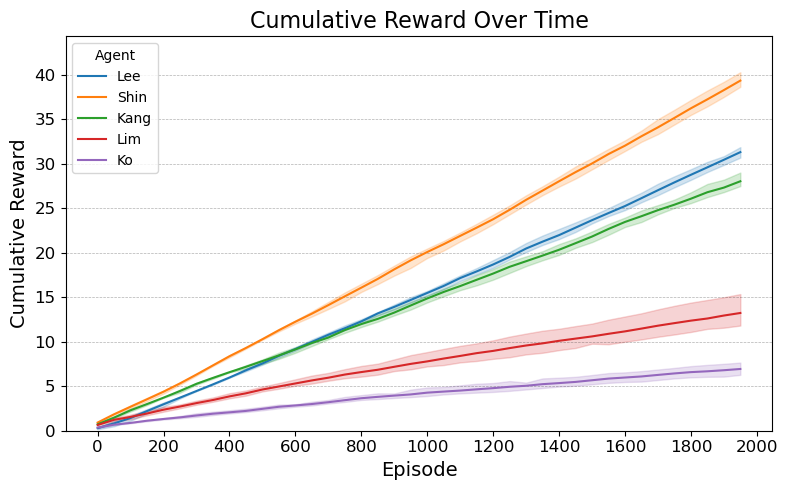 Cumulative Reward Over Time
Agent
Lee
Shin
Kang
Lim
Ko
Cumulative Reward
40
35
30
25
20
15
10
5
0
0 200 400 600 800 1000 1200 1400 1600 1800 2000
Episode